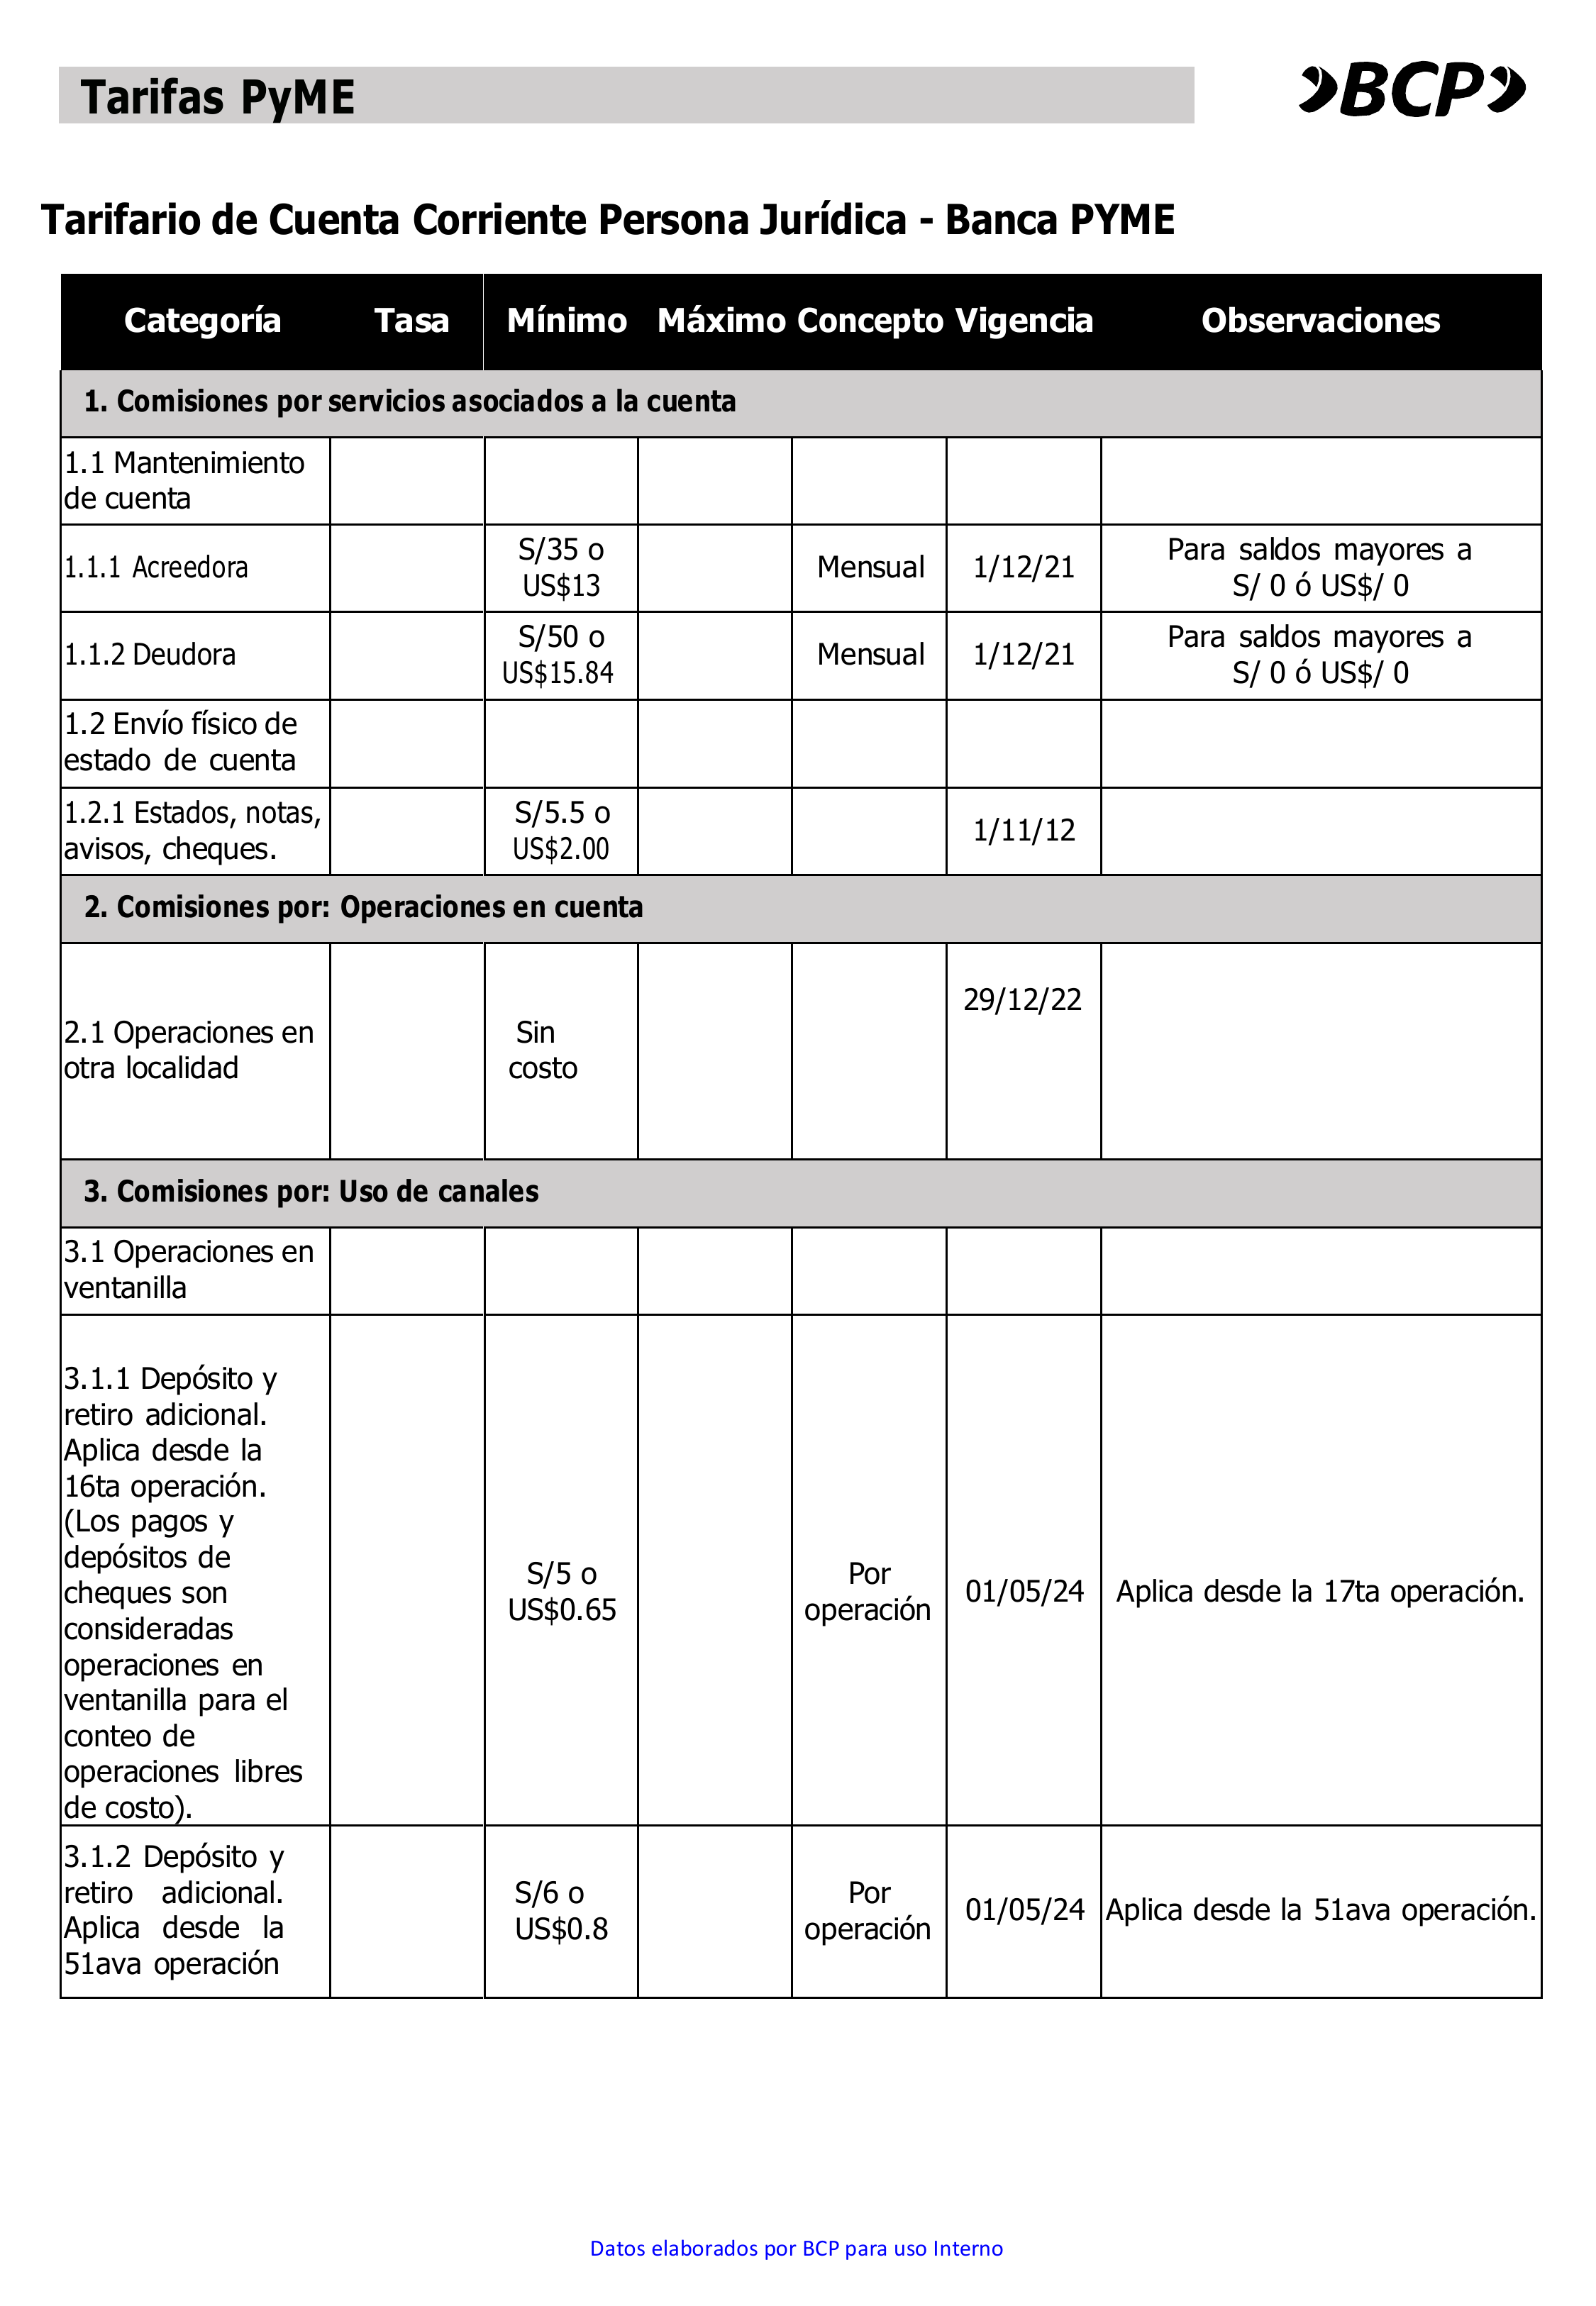 Tarifas PyME
BCP
Tarifario de Cuenta Corriente Persona Jurídica - Banca PYME
Categoría Tasa Mínimo Máximo Concepto Vigencia Observaciones
1. Comisiones por servicios asociados a la cuenta
1.1 Mantenimiento
de cuenta
1.1.1 Acreedora
S/35 o
US$13
Mensual
1/12/21
Para saldos mayores a
S/ 0 ó US$/ 0
1.1.2 Deudora
S/50 o
US$15.84
Mensual
1/12/21
Para saldos mayores a
S/ 0 ó US$/ 0
1.2 Envío físico de
estado de cuenta
1.2.1 Estados, notas,
avisos, cheques.
S/5.5 o
US$2.00
1/11/12
2. Comisiones por: Operaciones en cuenta
2.1 Operaciones en
otra localidad
Sin
costo
29/12/22
3. Comisiones por: Uso de canales
3.1 Operaciones en
ventanilla
3.1.1 Depósito y
retiro adicional.
Aplica desde la
16ta operación.
(Los pagos y
depósitos de
cheques son
consideradas
operaciones en
ventanilla para el
conteo de
operaciones libres
de costo).
S/5 o
US$0.65
Por
operación
01/05/24
Aplica desde la 17ta operación.
3.1.2 Depósito y
retiro adicional.
Aplica desde la
51ava operación
S/6 o
US$0.8
Por
operación
01/05/24
Aplica desde la 51ava operación.
Datos elaborados por BCP para uso Interno